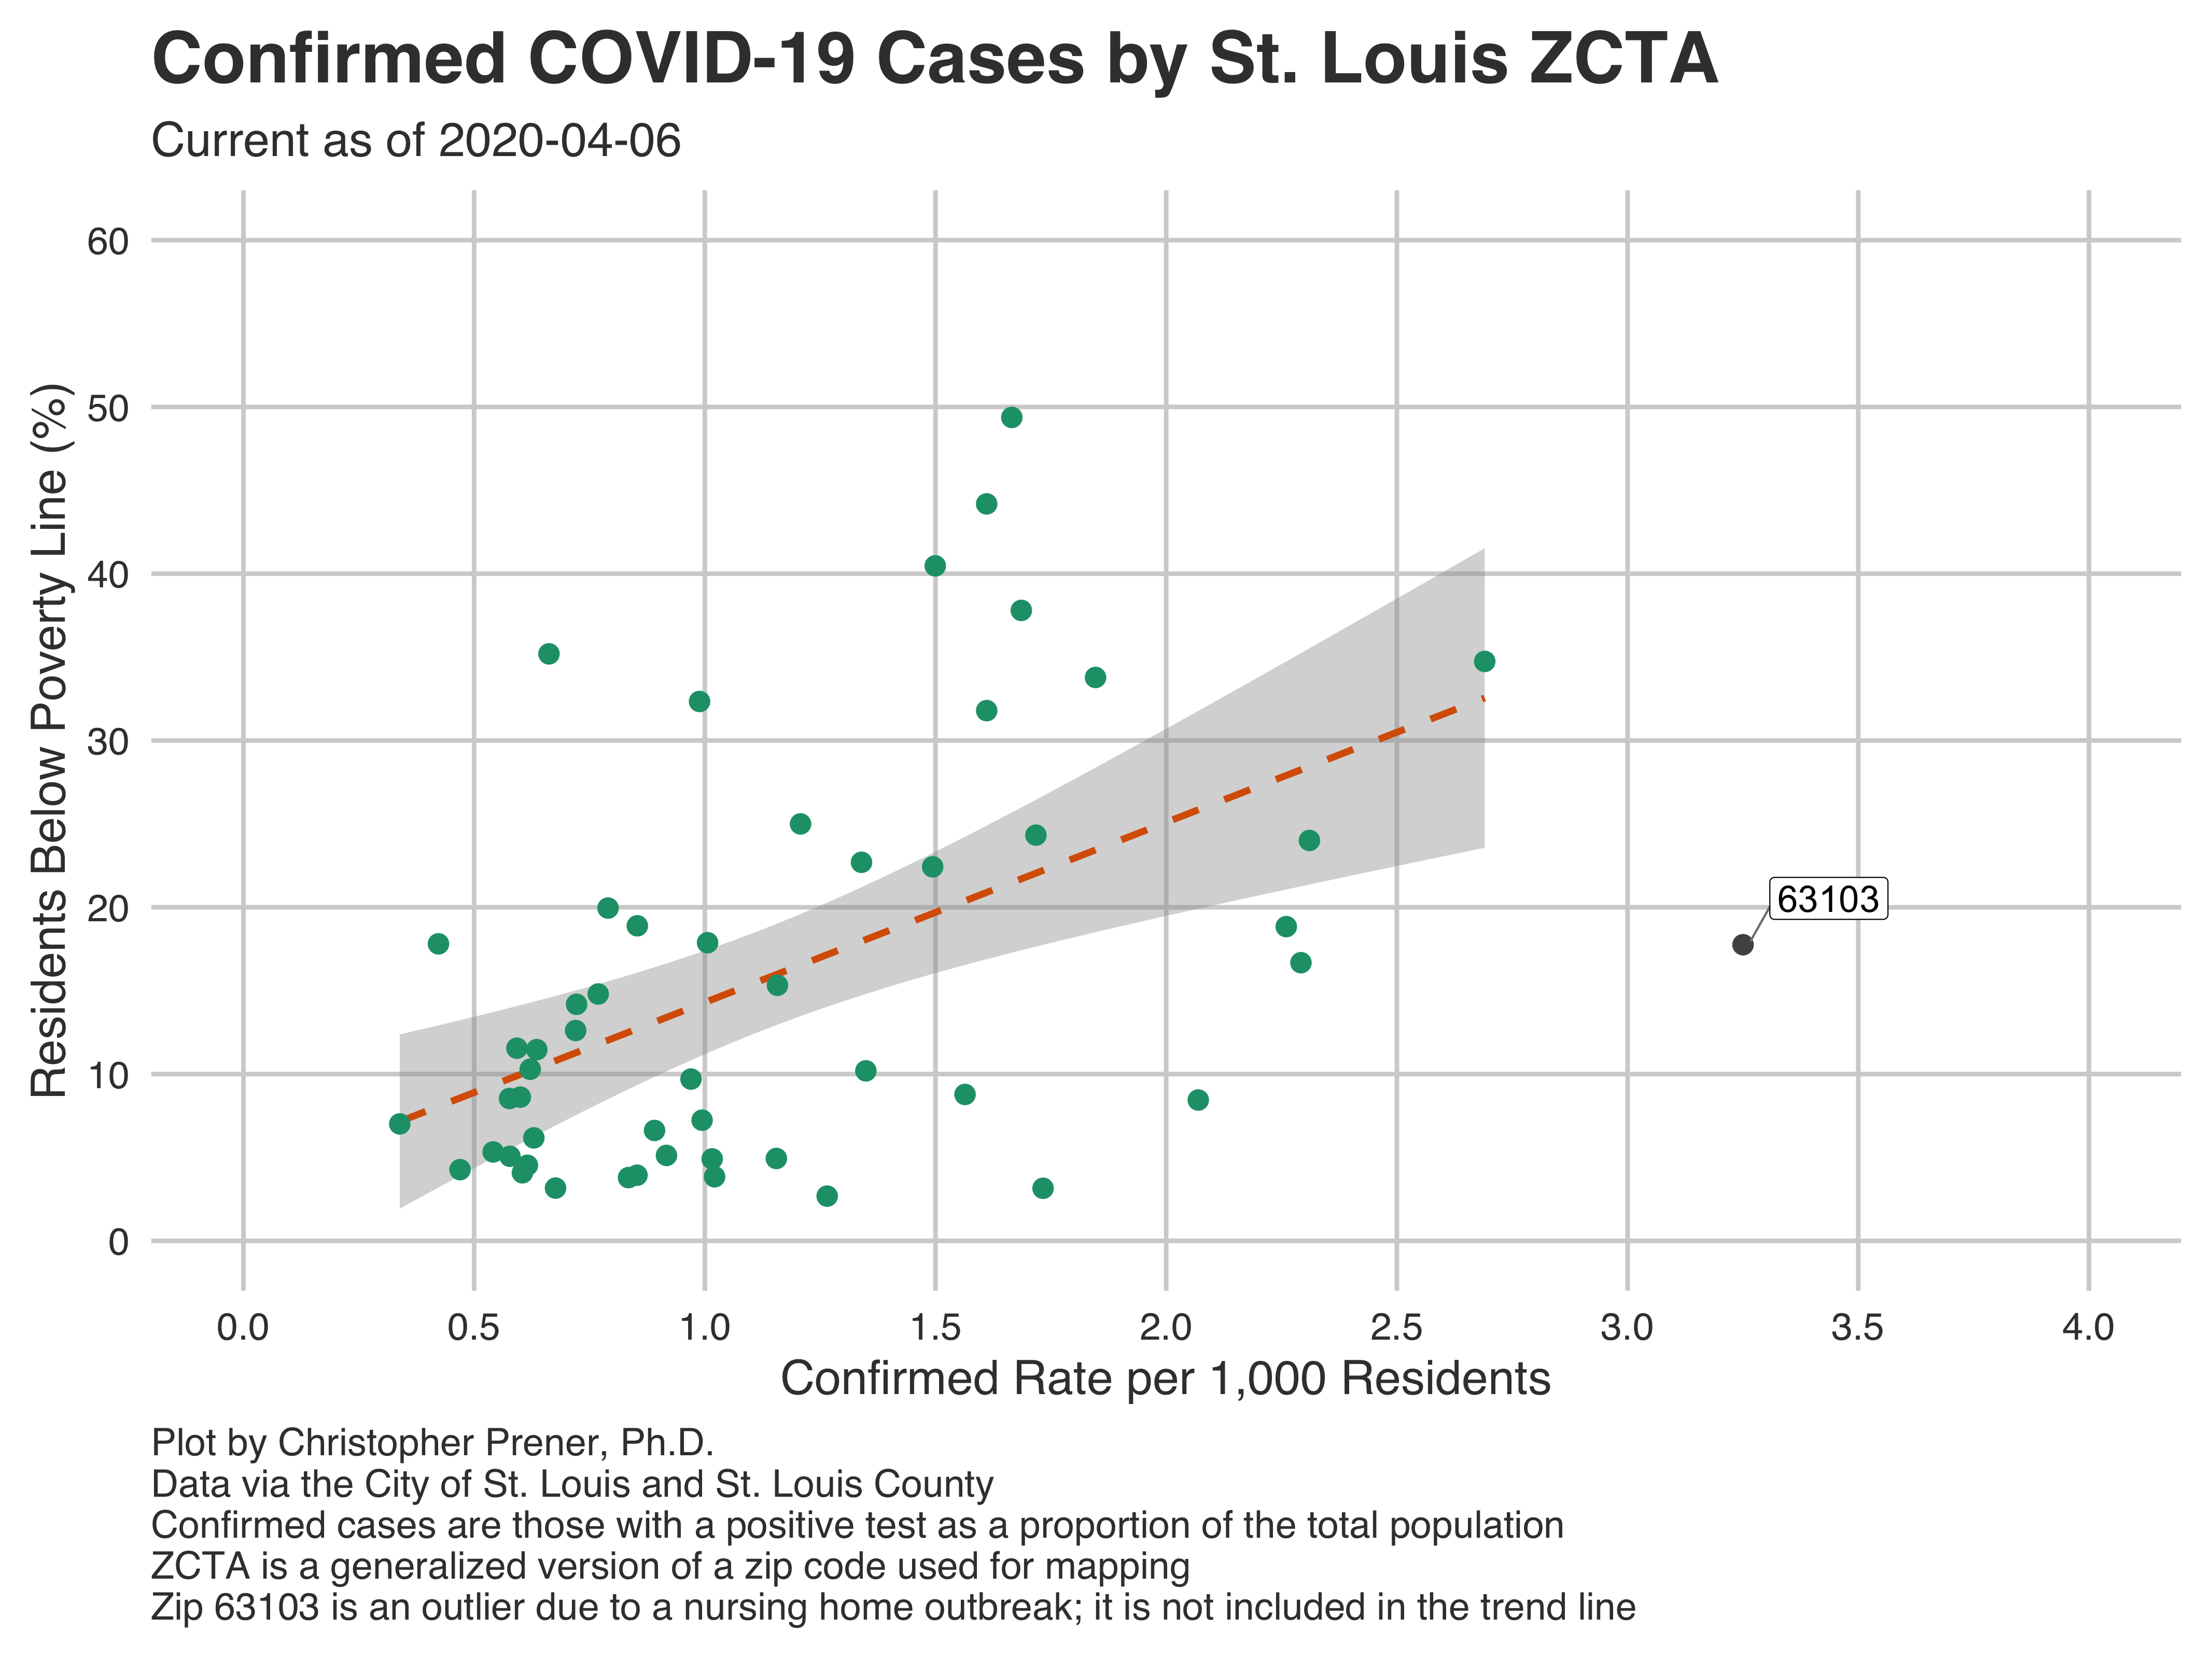 Confirmed COVID-19 Cases by St. Louis ZCTA
Current as of 2020-04-06
Residents Below Poverty Line (%)
60
50
40
30
20
10
0
63103
0.0 0.5 1.0 1.5 2.0 2.5 3.0 3.5 4.0
Confirmed Rate per 1,000 Residents
Plot by Christopher Prener, Ph.D.
Data via the City of St. Louis and St. Louis County
Confirmed cases are those with a positive test as a proportion of the total population
ZCTA is a generalized version of a zip code used for mapping
Zip 63103 is an outlier due to a nursing home outbreak; it is not included in the trend line